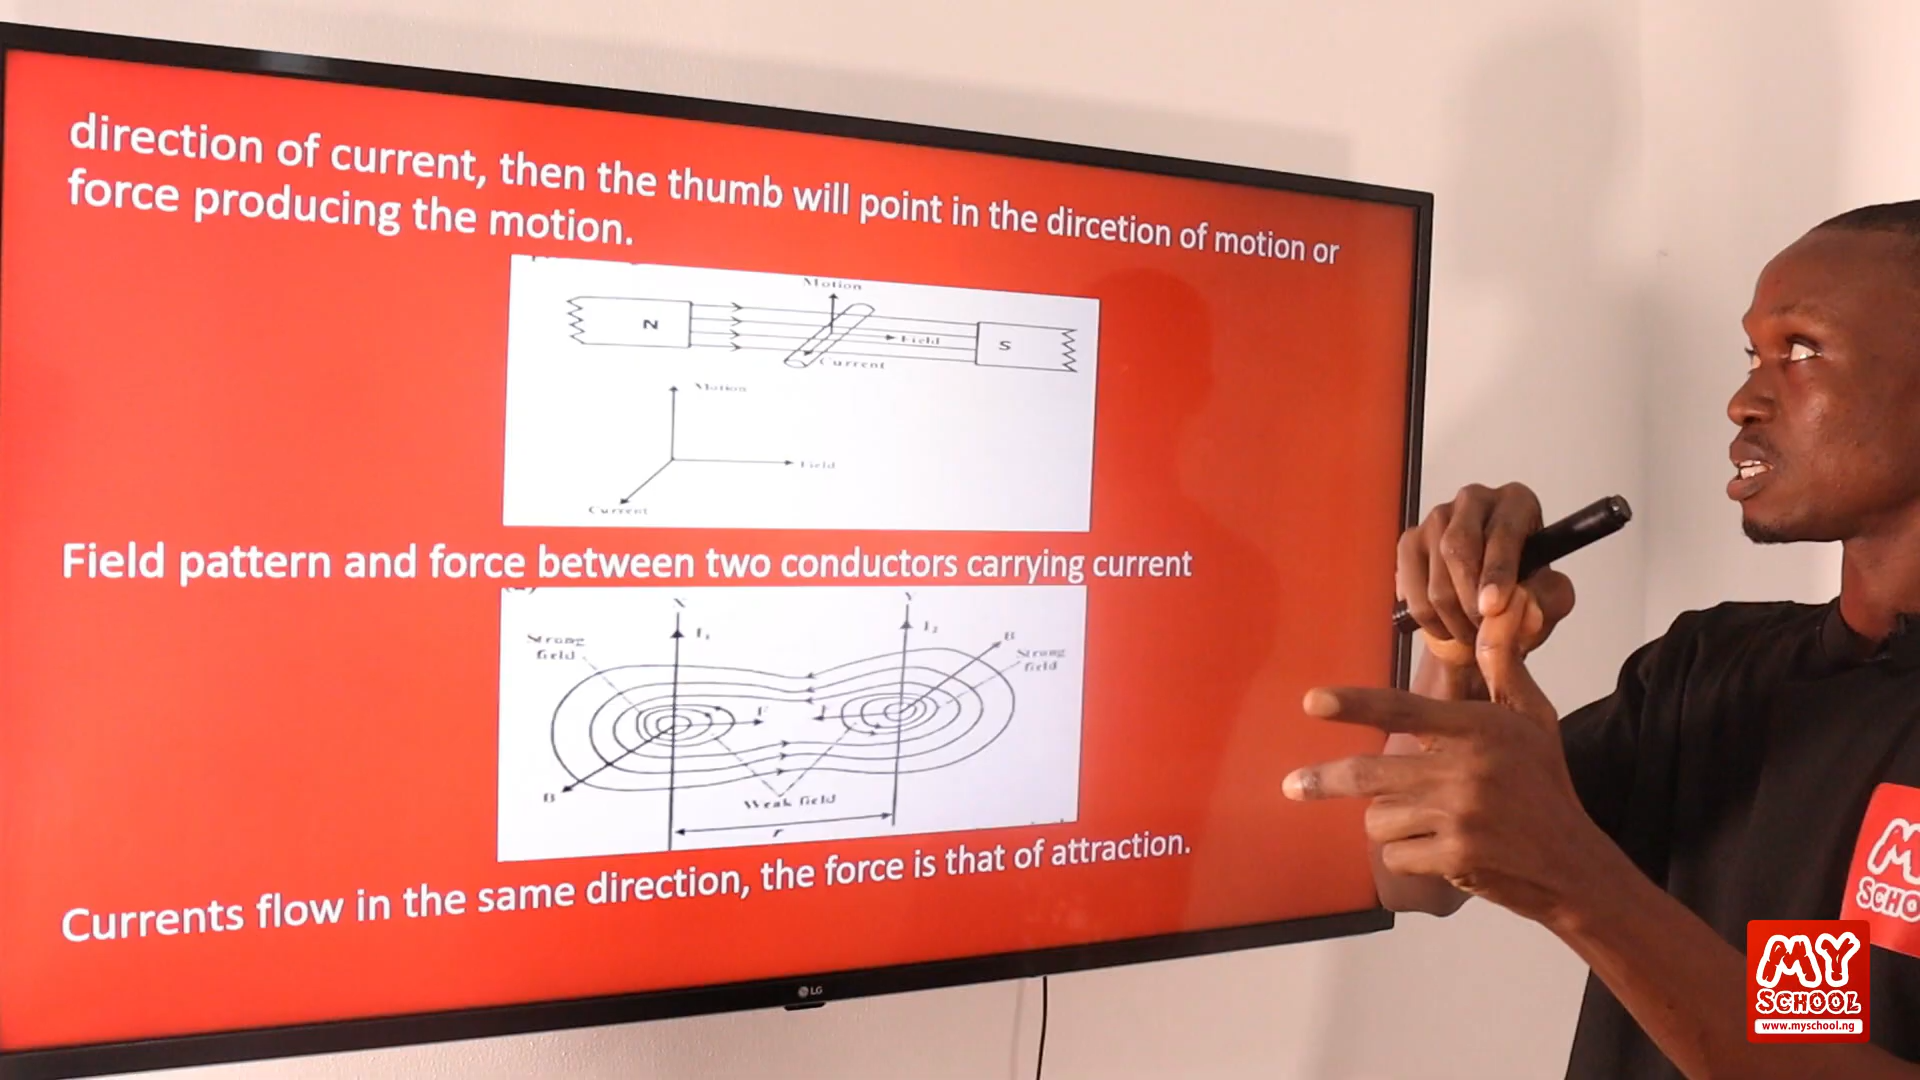 direction of current, then the thumb will point in the dircetion of motion or
force producing the motion.
Motion
N
Field
S
Current
Motion
Field
Current
Field pattern and force between two conductors carrying current
X
Y
I₁
I₂
B
Strong
field
Strong
field
F
B
Weak field
r
Currents flow in the same direction, the force is that of attraction.
LG
MY
SCHOOL
www.myschool.ng